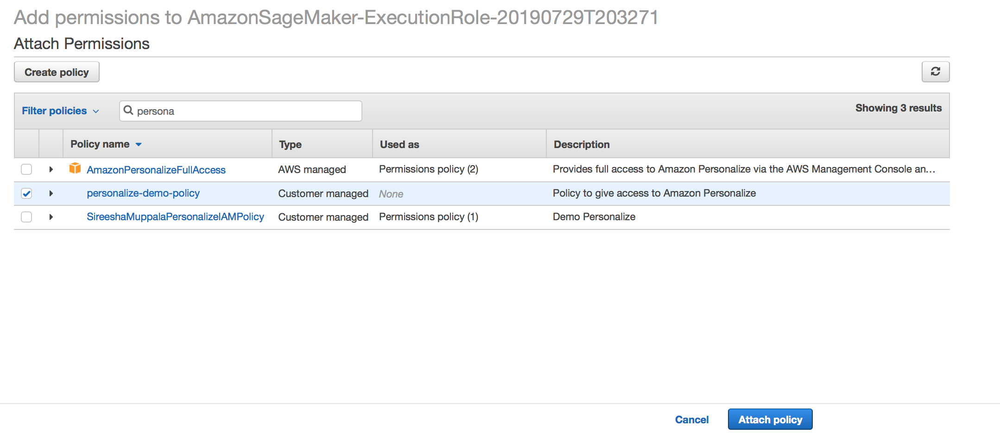 Add permissions to AmazonSageMaker-ExecutionRole-20190729T203271
Attach Permissions
Create policy
Filter policies
persona
Showing 3 results
Policy name Type Used as Description
AmazonPersonalizeFullAccess AWS managed Permissions policy (2) Provides full access to Amazon Personalize via the AWS Management Console an...
personalize-demo-policy Customer managed None Policy to give access to Amazon Personalize
SireeshaMuppalaPersonalizeIAMPolicy Customer managed Permissions policy (1) Demo Personalize
Cancel Attach policy